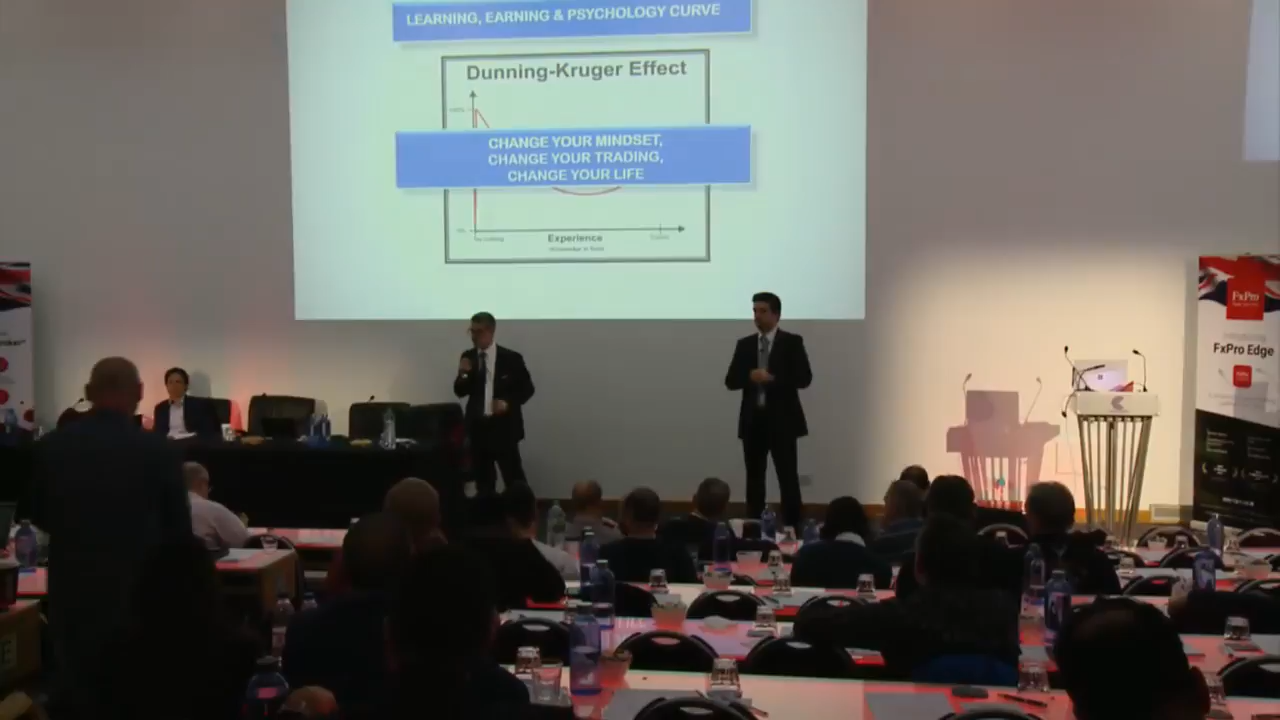 LEARNING, EARNING & PSYCHOLOGY CURVE
Dunning-Kruger Effect
CHANGE YOUR MINDSET,
CHANGE YOUR TRADING,
CHANGE YOUR LIFE
Experience
FxPro
FxPro Edge